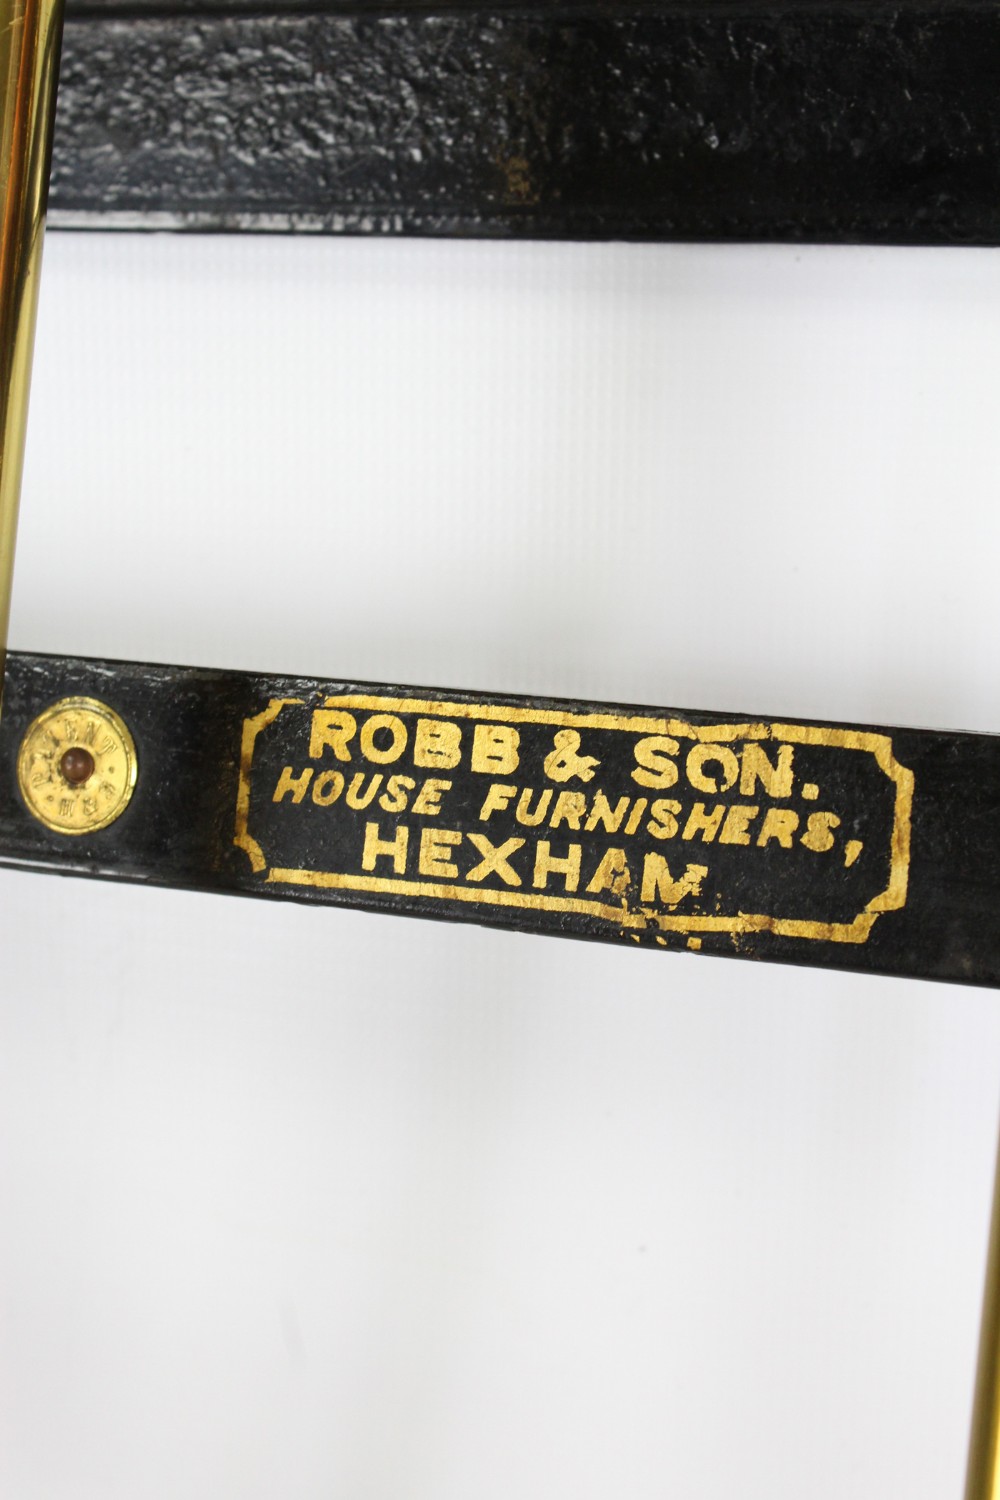 ROBB & SON.
HOUSE FURNISHERS,
HEXHAM